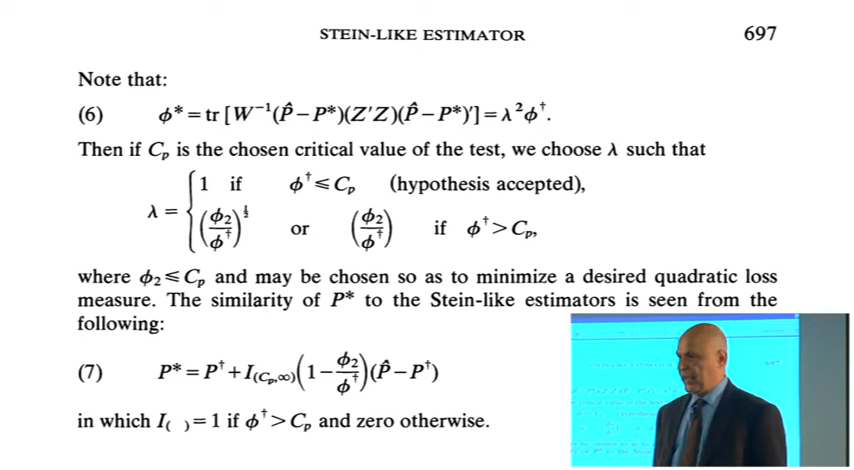 STEIN-LIKE ESTIMATOR 697
Note that:
(6) ϕ* = tr [W⁻¹(P̂ − P*)(Z′Z)(P̂ − P*)′] = λ²ϕ†.
Then if Cₚ is the chosen critical value of the test, we choose λ such that
λ = { 1 if ϕ† ⩽ Cₚ (hypothesis accepted),
(ϕ₂/ϕ†)^½ or (ϕ₂/ϕ†) if ϕ† > Cₚ,
where ϕ₂ ⩽ Cₚ and may be chosen so as to minimize a desired quadratic loss
measure. The similarity of P* to the Stein-like estimators is seen from the
following:
(7) P* = P† + I_(Cₚ,∞) (1 − ϕ₂/ϕ†) (P̂ − P†)
in which I_( ) = 1 if ϕ† > Cₚ and zero otherwise.